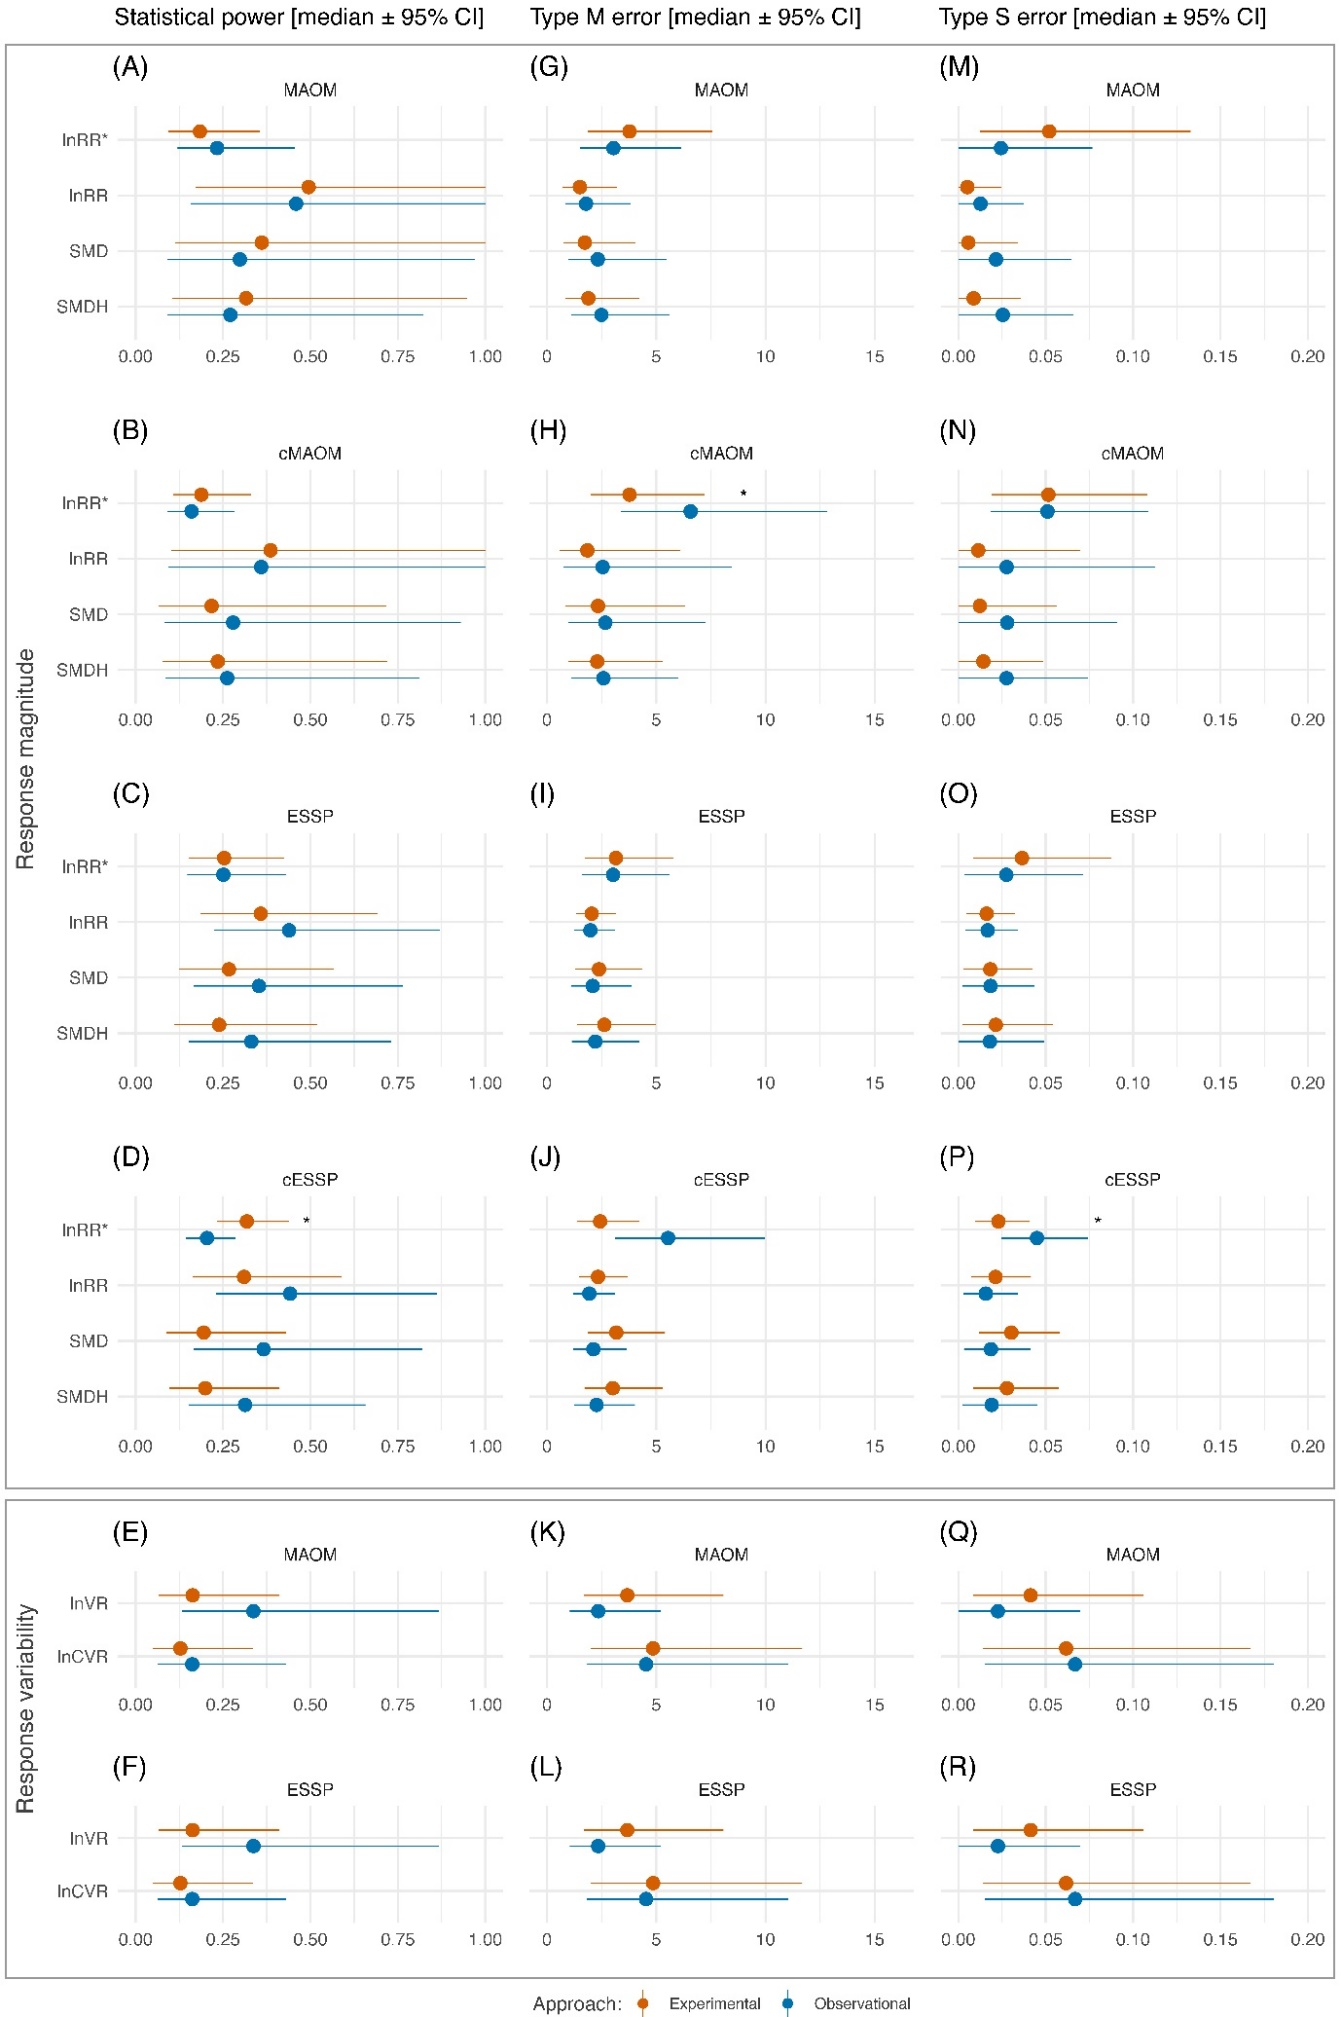 Statistical power [median ± 95% CI] Type M error [median ± 95% CI] Type S error [median ± 95% CI]
(A) (G) (M)
MAOM MAOM MAOM
lnRR*
lnRR
SMD
SMDH
0.00 0.25 0.50 0.75 1.00 0 5 10 15 0.00 0.05 0.10 0.15 0.20
(B) (H) (N)
cMAOM cMAOM cMAOM
lnRR* *
lnRR
SMD
SMDH
0.00 0.25 0.50 0.75 1.00 0 5 10 15 0.00 0.05 0.10 0.15 0.20
Response magnitude
(C) (I) (O)
ESSP ESSP ESSP
lnRR*
lnRR
SMD
SMDH
0.00 0.25 0.50 0.75 1.00 0 5 10 15 0.00 0.05 0.10 0.15 0.20
(D) (J) (P)
cESSP cESSP cESSP
lnRR* * *
lnRR
SMD
SMDH
0.00 0.25 0.50 0.75 1.00 0 5 10 15 0.00 0.05 0.10 0.15 0.20
(E) (K) (Q)
MAOM MAOM MAOM
lnVR
lnCVR
0.00 0.25 0.50 0.75 1.00 0 5 10 15 0.00 0.05 0.10 0.15 0.20
Response variability
(F) (L) (R)
ESSP ESSP ESSP
lnVR
lnCVR
0.00 0.25 0.50 0.75 1.00 0 5 10 15 0.00 0.05 0.10 0.15 0.20
Approach: Experimental Observational